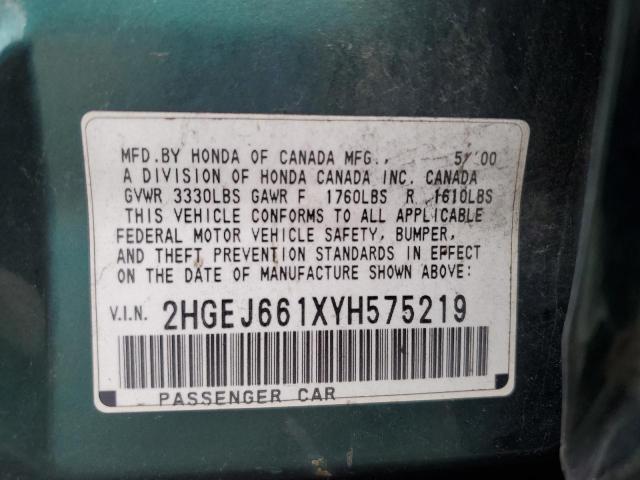 MFD.BY HONDA OF CANADA MFG., 5/00
A DIVISION OF HONDA CANADA INC. CANADA
GVWR 3330LBS GAWR F 1760LBS R 1610LBS
THIS VEHICLE CONFORMS TO ALL APPLICABLE
FEDERAL MOTOR VEHICLE SAFETY, BUMPER,
AND THEFT PREVENTION STANDARDS IN EFFECT
ON THE DATE OF MANUFACTURE SHOWN ABOVE:
V.I.N. 2HGEJ661XYH575219
PASSENGER CAR